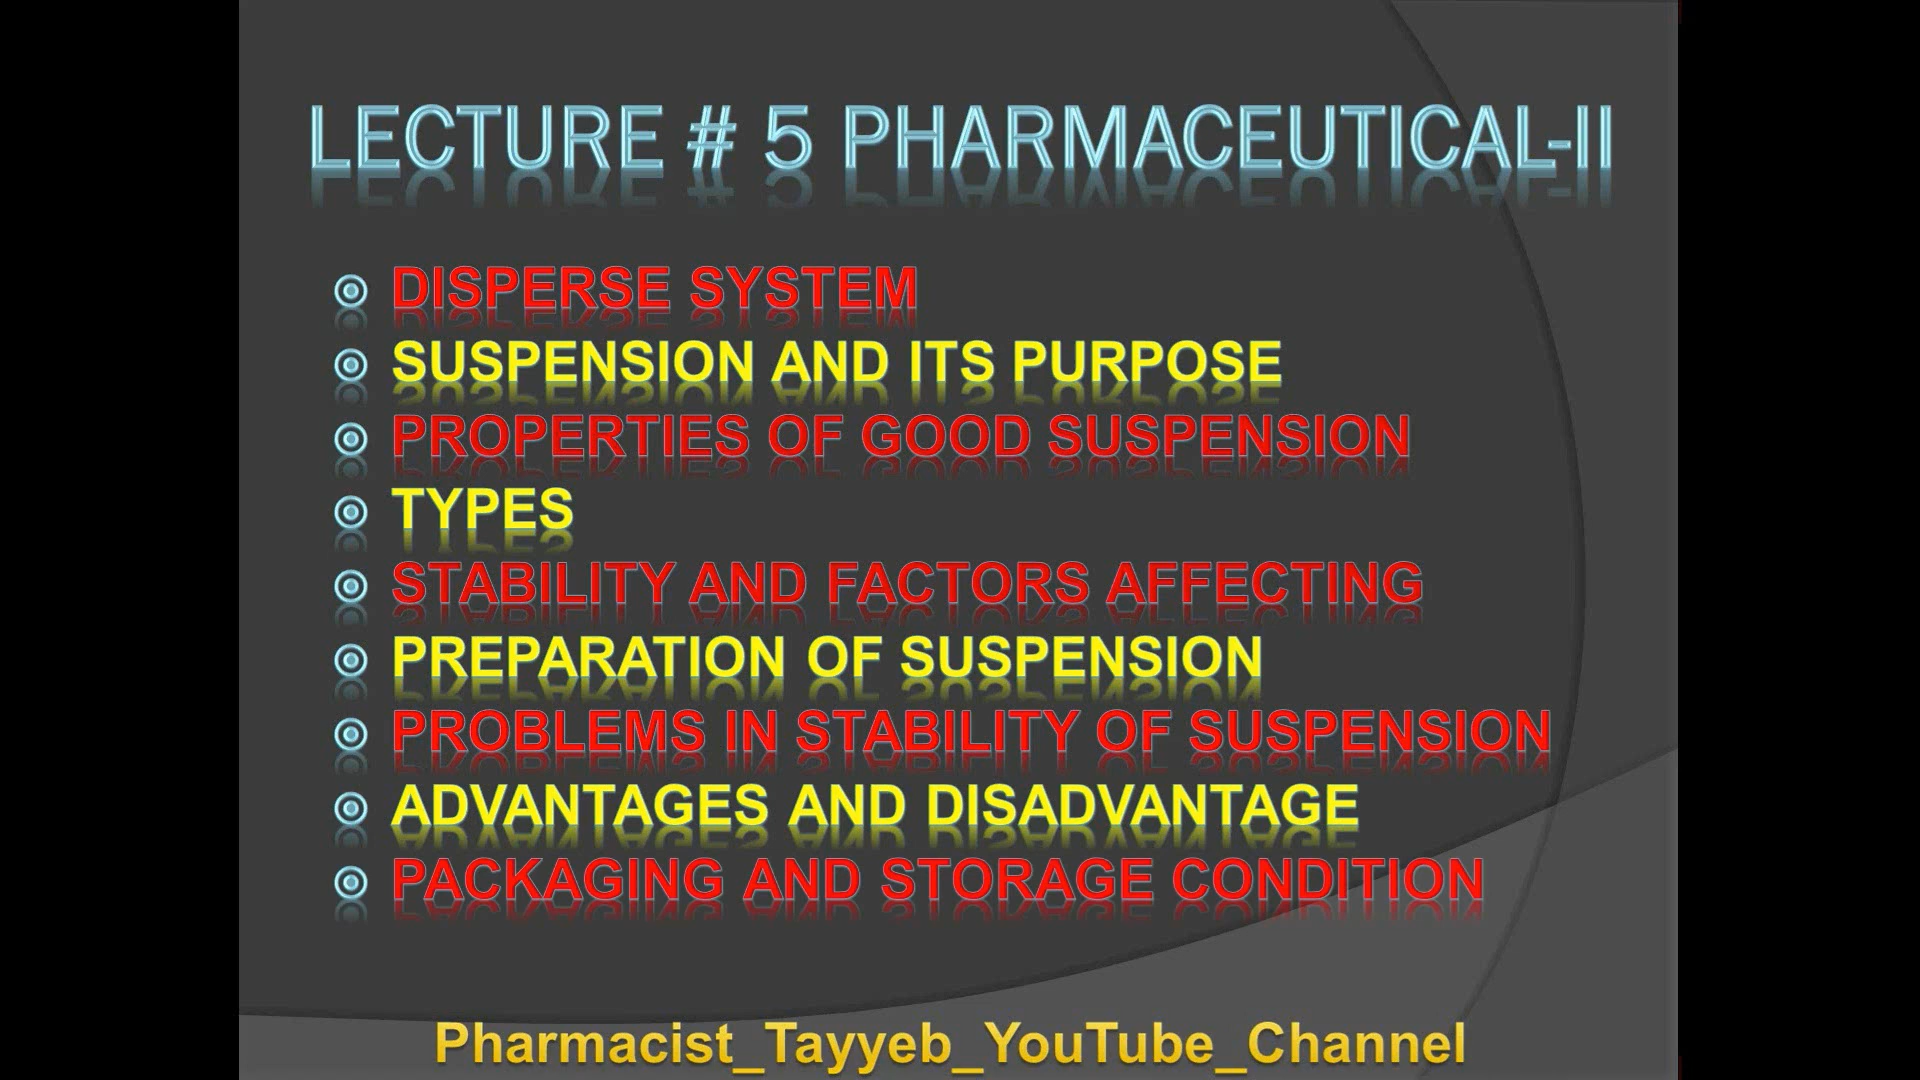 LECTURE # 5 PHARMACEUTICAL-II
DISPERSE SYSTEM
SUSPENSION AND ITS PURPOSE
PROPERTIES OF GOOD SUSPENSION
TYPES
STABILITY AND FACTORS AFFECTING
PREPARATION OF SUSPENSION
PROBLEMS IN STABILITY OF SUSPENSION
ADVANTAGES AND DISADVANTAGE
PACKAGING AND STORAGE CONDITION
Pharmacist_Tayyeb_YouTube_Channel